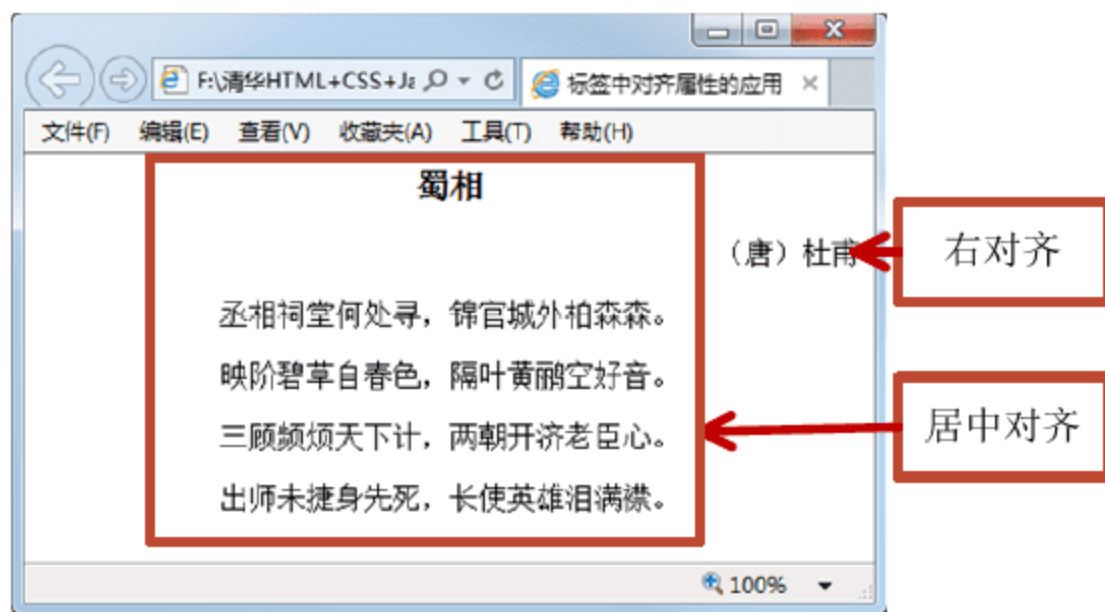 F:\清华HTML+CSS+Ja
标签中对齐属性的应用
文件(F) 编辑(E) 查看(V) 收藏夹(A) 工具(T) 帮助(H)
蜀相
（唐）杜甫
右对齐
丞相祠堂何处寻，锦官城外柏森森。
映阶碧草自春色，隔叶黄鹂空好音。
三顾频烦天下计，两朝开济老臣心。
居中对齐
出师未捷身先死，长使英雄泪满襟。
100%